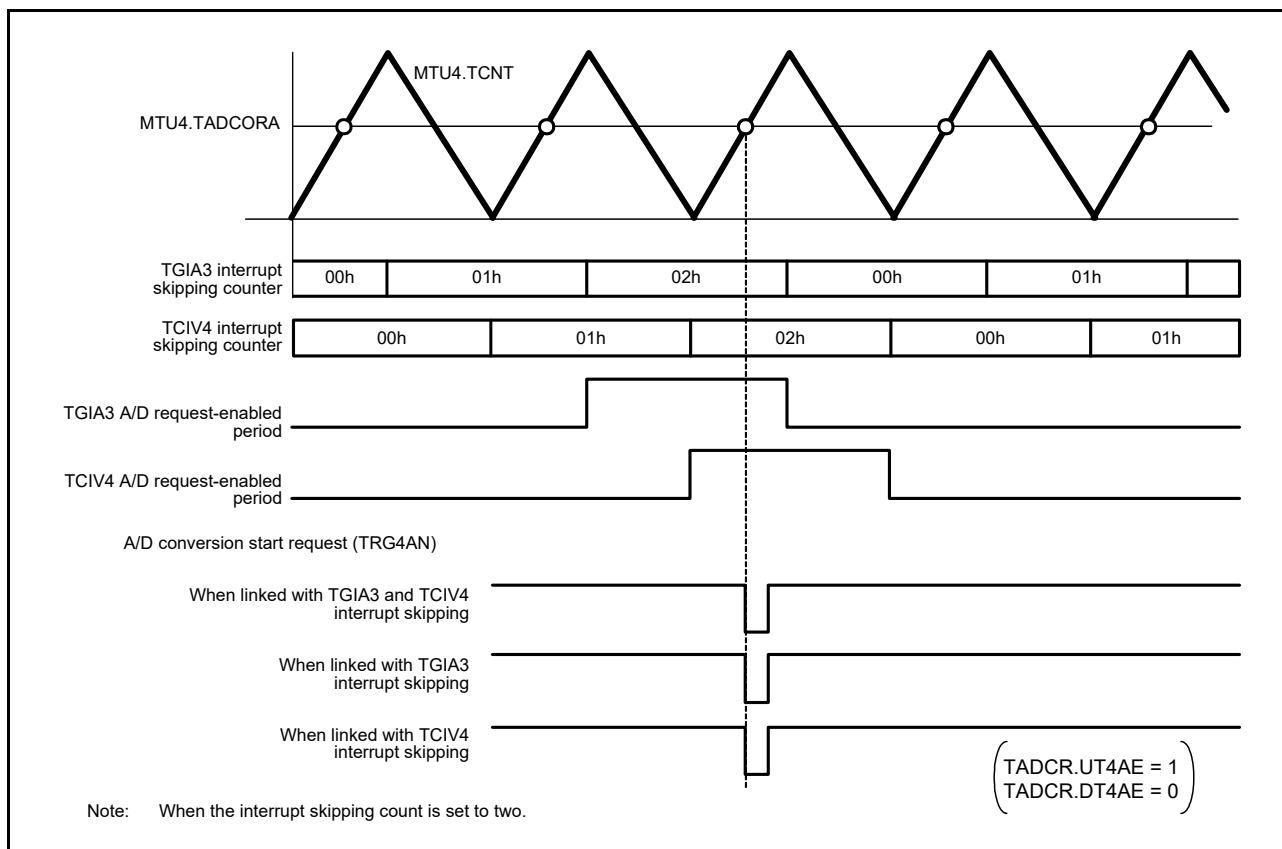 MTU4.TCNT
MTU4.TADCORA
TGIA3 interrupt
skipping counter
00h 01h 02h 00h 01h
TCIV4 interrupt
skipping counter
00h 01h 02h 00h 01h
TGIA3 A/D request-enabled
period
TCIV4 A/D request-enabled
period
A/D conversion start request (TRG4AN)
When linked with TGIA3 and TCIV4
interrupt skipping
When linked with TGIA3
interrupt skipping
When linked with TCIV4
interrupt skipping
TADCR.UT4AE = 1
TADCR.DT4AE = 0
Note: When the interrupt skipping count is set to two.